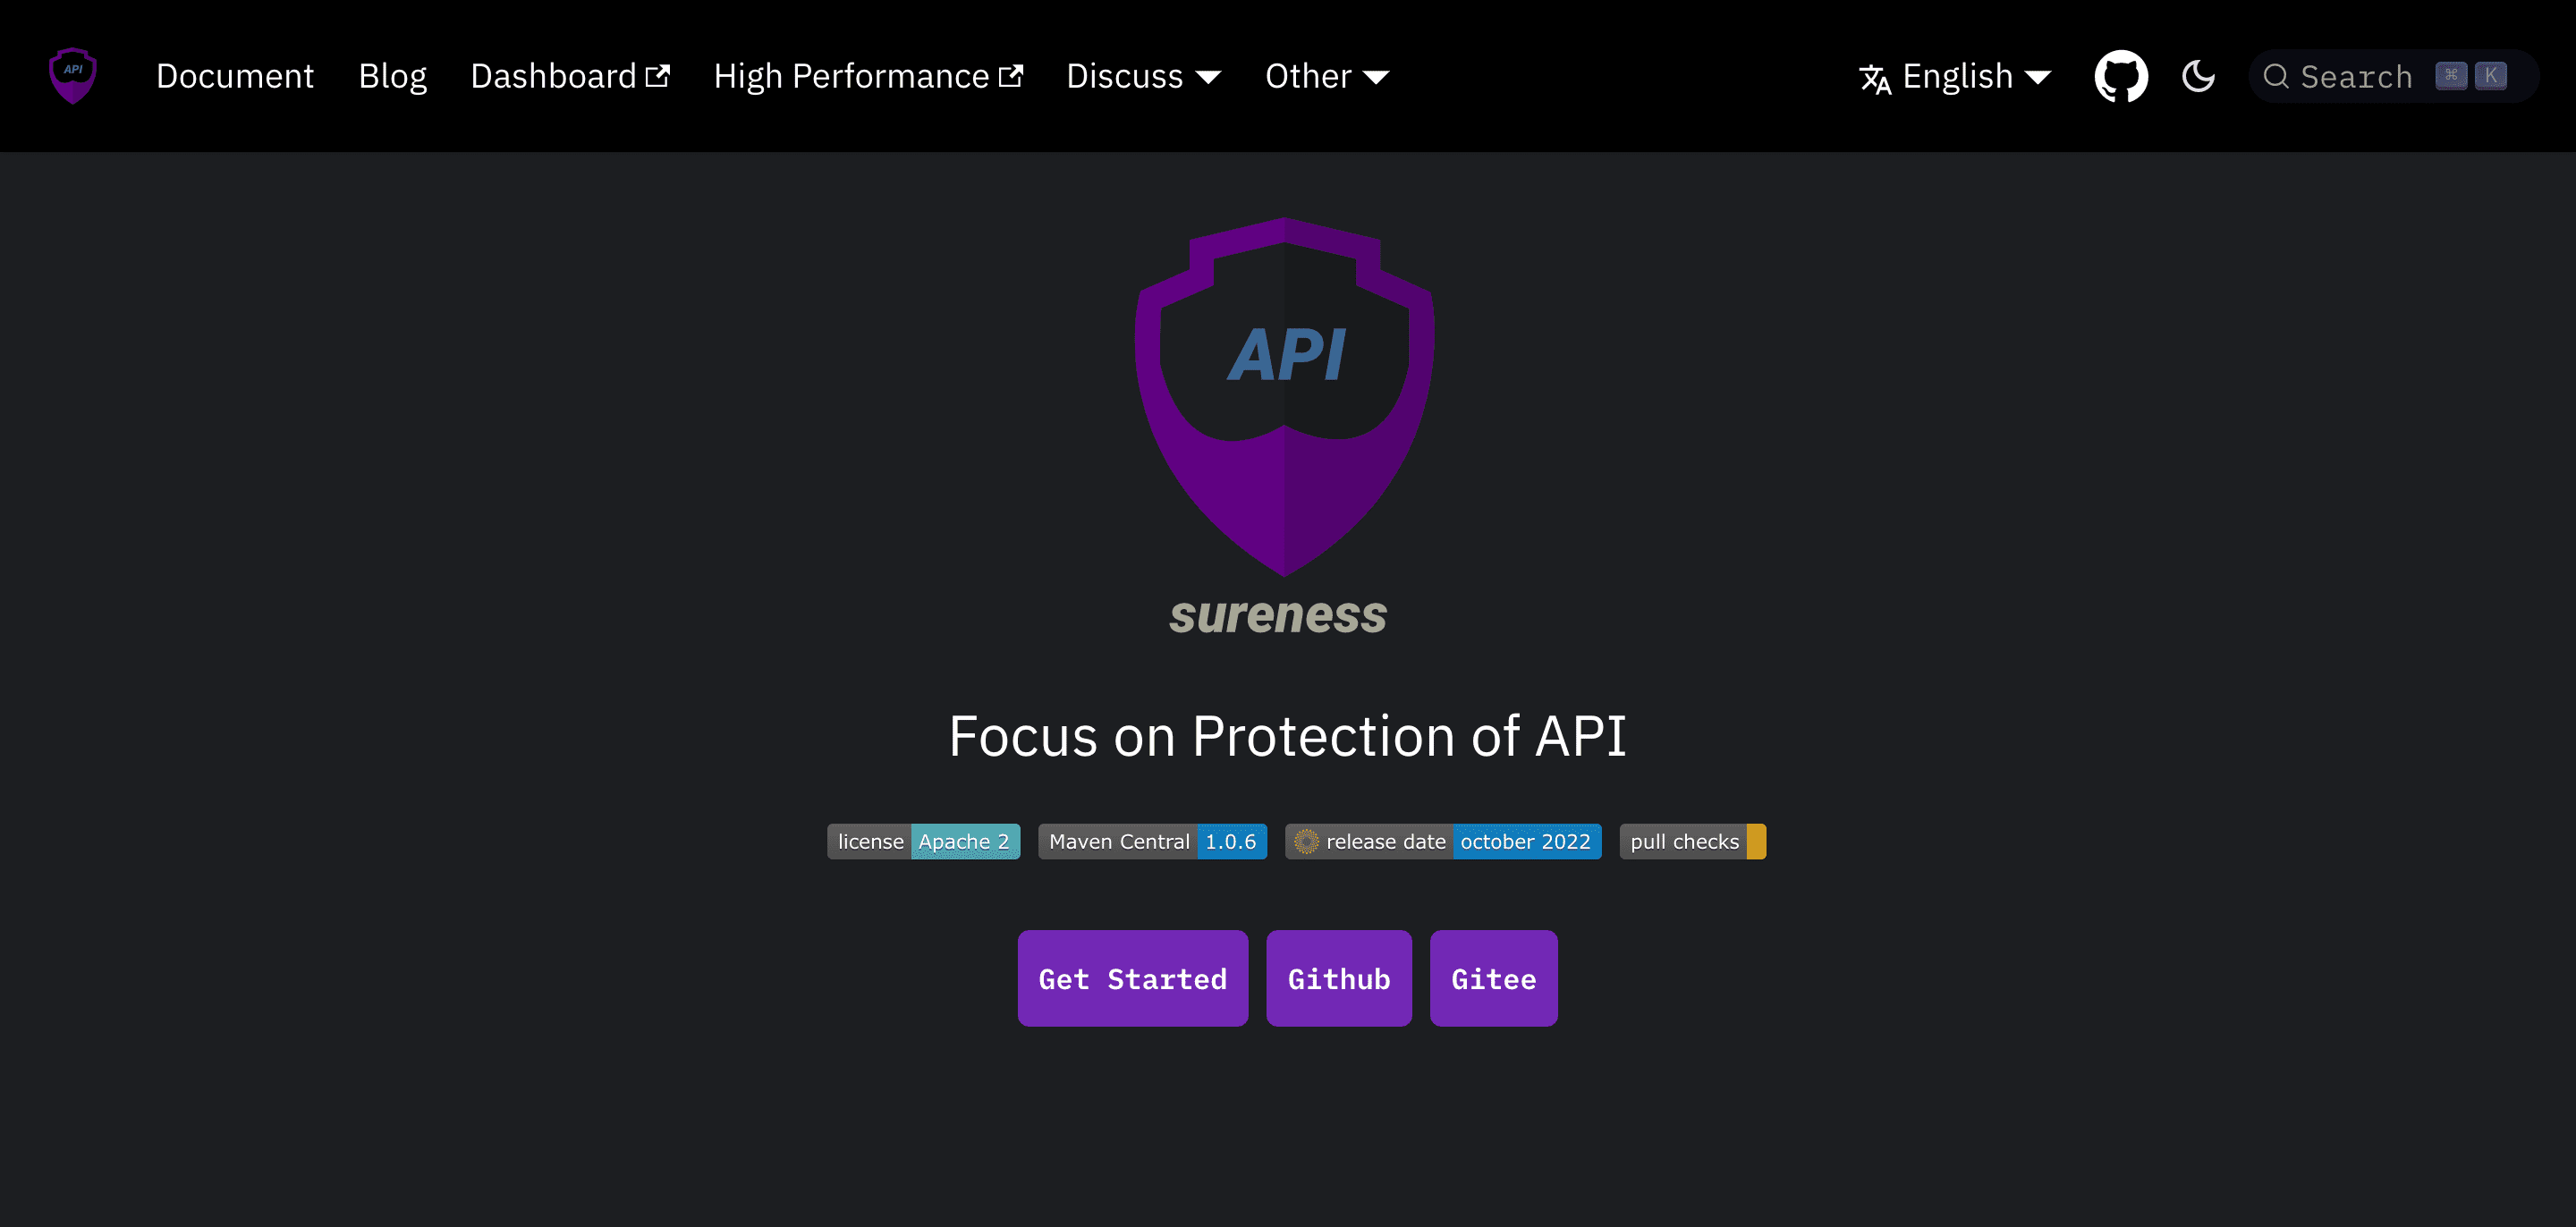 API Document Blog Dashboard High Performance Discuss Other English Search ⌘ K
API
sureness
Focus on Protection of API
license Apache 2 Maven Central 1.0.6 release date october 2022 pull checks
Get Started Github Gitee